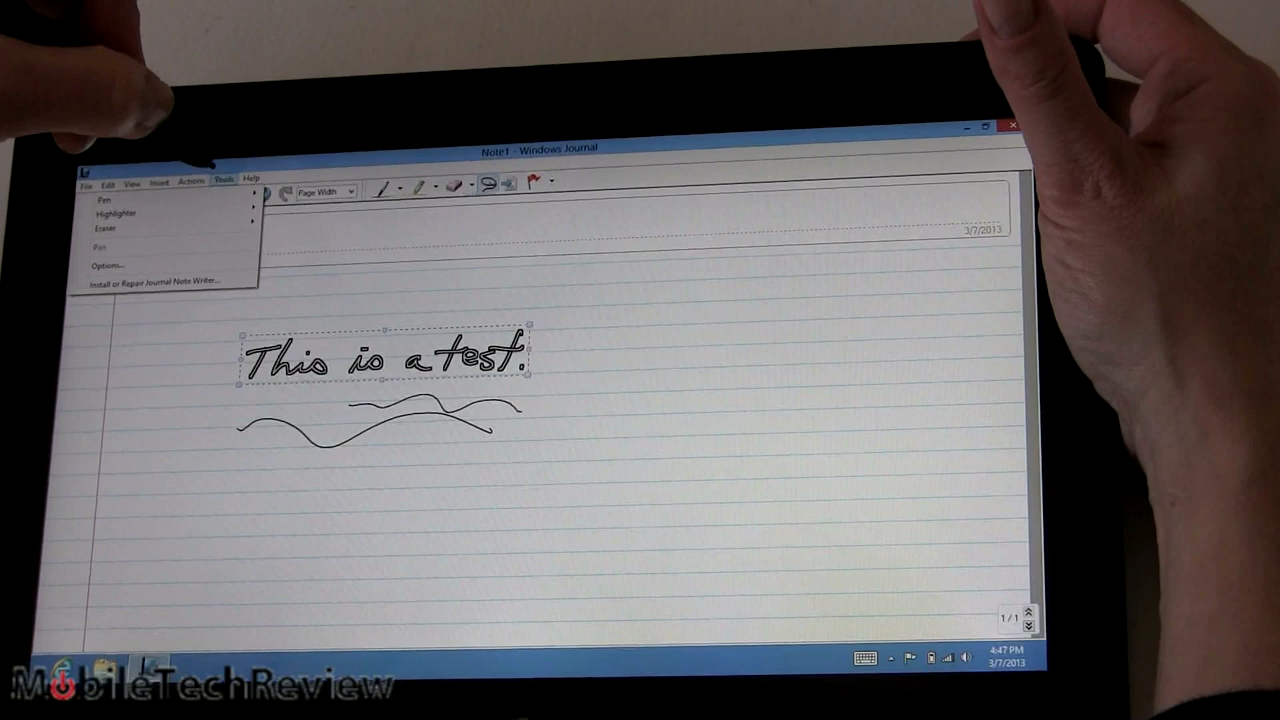 Note1 - Windows Journal
File Edit View Insert Actions Tools Help
Page Width
Pen
Highlighter
Eraser
Pen
Options...
Install or Repair Journal Note Writer...
3/7/2013
This is a test.
1 / 1
4:47 PM
3/7/2013
MobileTechReview